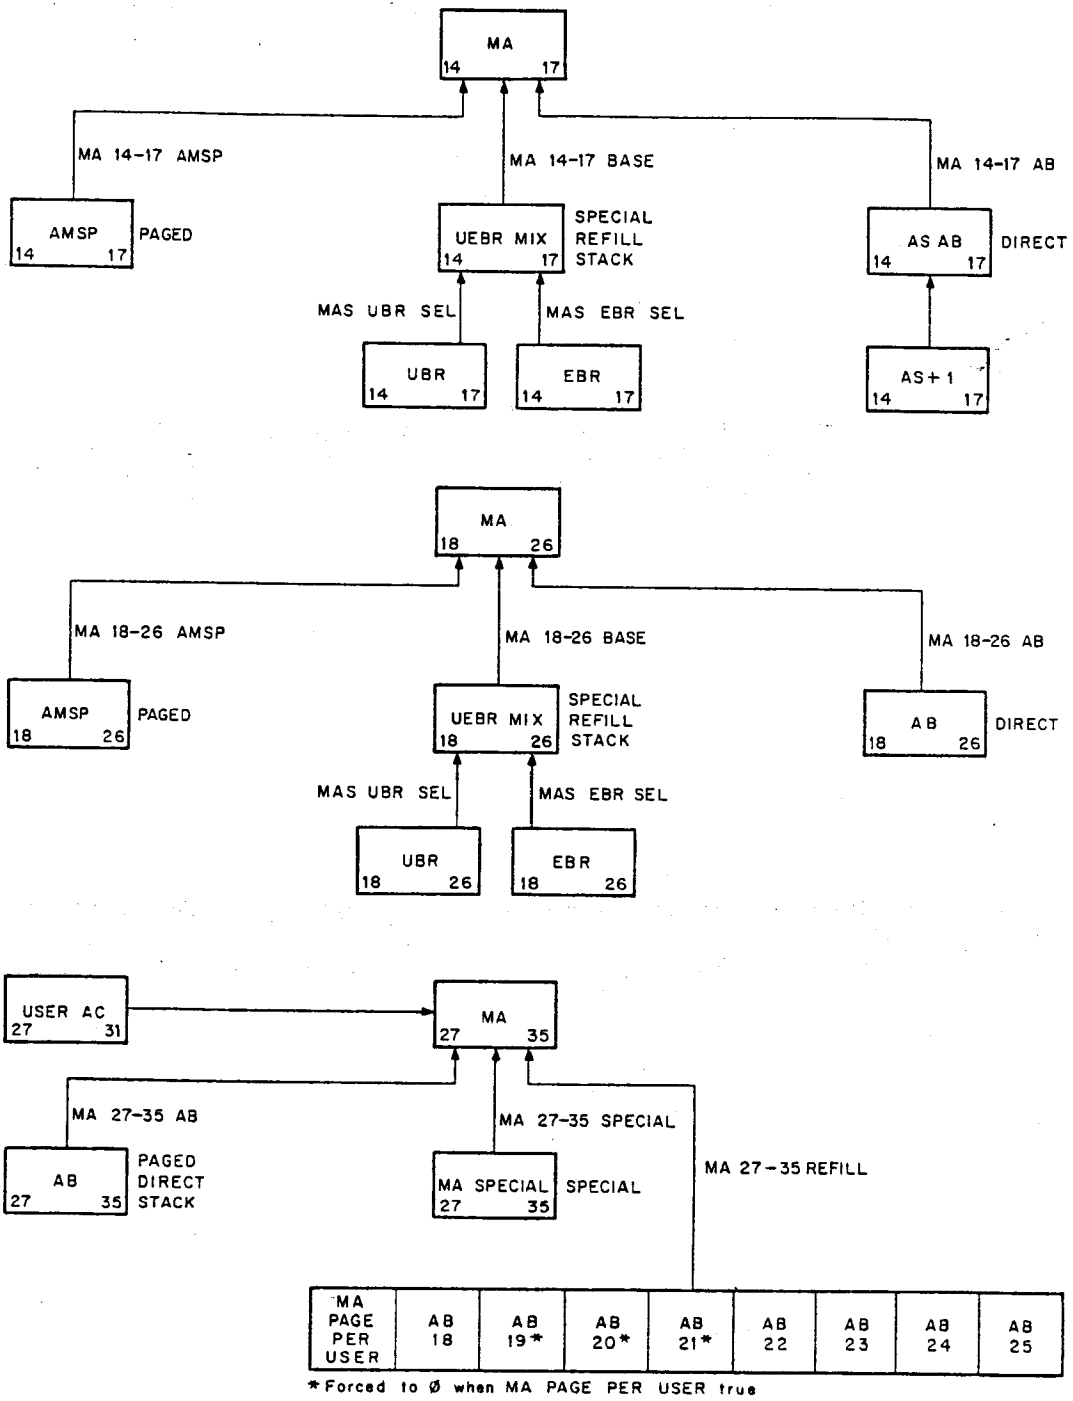 MA
14 17
MA 14-17 AMSP
MA 14-17 BASE
MA 14-17 AB
AMSP
14 17
PAGED
UEBR MIX
14 17
SPECIAL
REFILL
STACK
AS AB
14 17
DIRECT
MAS UBR SEL
MAS EBR SEL
UBR
14 17
EBR
14 17
AS+1
14 17
MA
18 26
MA 18-26 AMSP
MA 18-26 BASE
MA 18-26 AB
AMSP
18 26
PAGED
UEBR MIX
18 26
SPECIAL
REFILL
STACK
AB
18 26
DIRECT
MAS UBR SEL
MAS EBR SEL
UBR
18 26
EBR
18 26
USER AC
27 31
MA
27 35
MA 27-35 AB
MA 27-35 SPECIAL
MA 27-35 REFILL
AB
27 35
PAGED
DIRECT
STACK
MA SPECIAL
27 35
SPECIAL
MA
PAGE
PER
USER
AB
18
AB
19*
AB
20*
AB
21*
AB
22
AB
23
AB
24
AB
25
*Forced to Ø when MA PAGE PER USER true